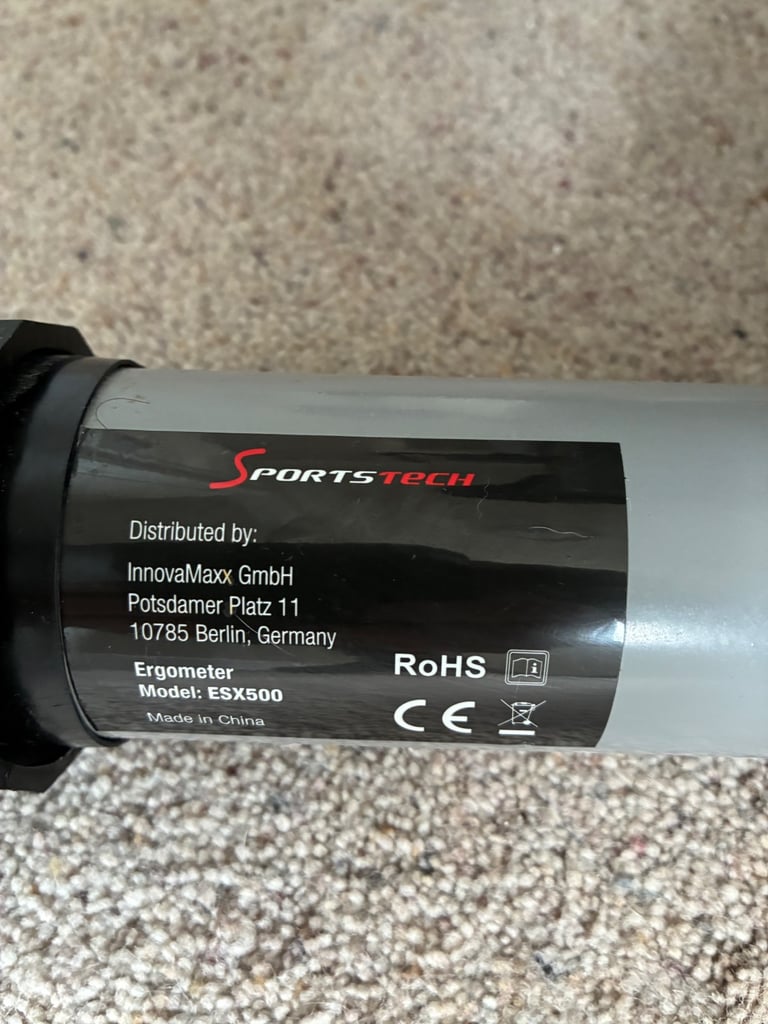 SPORTSTECH
Distributed by:
InnovaMaxx GmbH
Potsdamer Platz 11
10785 Berlin, Germany
Ergometer
Model: ESX500
Made in China
RoHS
CE